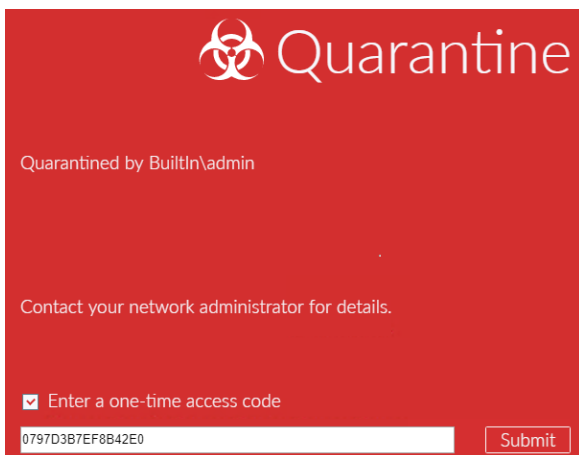 Quarantine
Quarantined by BuiltIn\admin
Contact your network administrator for details.
Enter a one-time access code
0797D3B7EF8B42E0
Submit